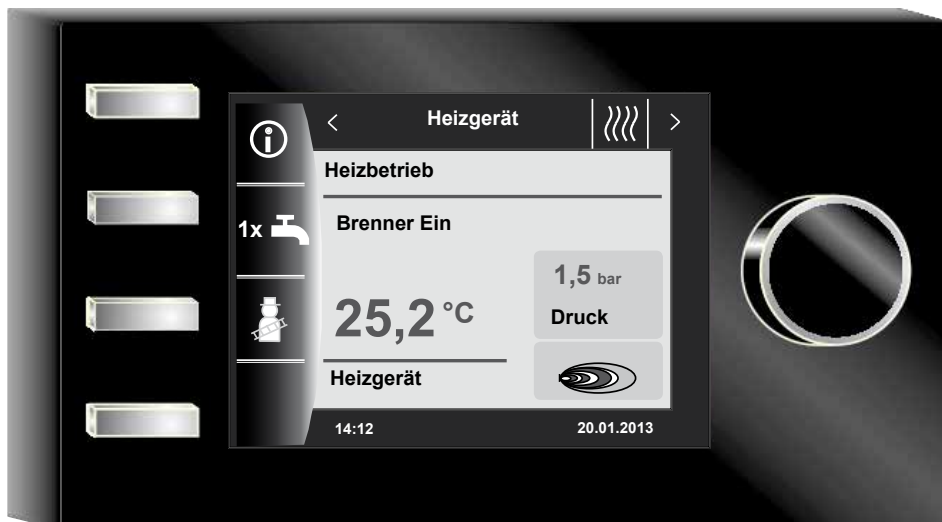 Heizgerät
Heizbetrieb
1x
Brenner Ein
1,5 bar
Druck
25,2 °C
Heizgerät
14:12
20.01.2013